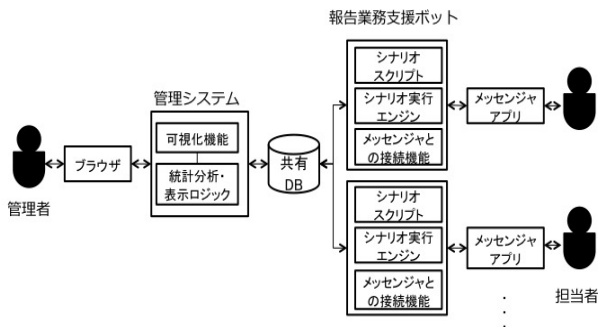 報告業務支援ボット
シナリオ
スクリプト
シナリオ実行
エンジン
メッセンジャと
の接続機能
メッセンジャ
アプリ
管理システム
可視化機能
統計分析・
表示ロジック
ブラウザ
管理者
共有
DB
シナリオ
スクリプト
シナリオ実行
エンジン
メッセンジャと
の接続機能
メッセンジャ
アプリ
担当者